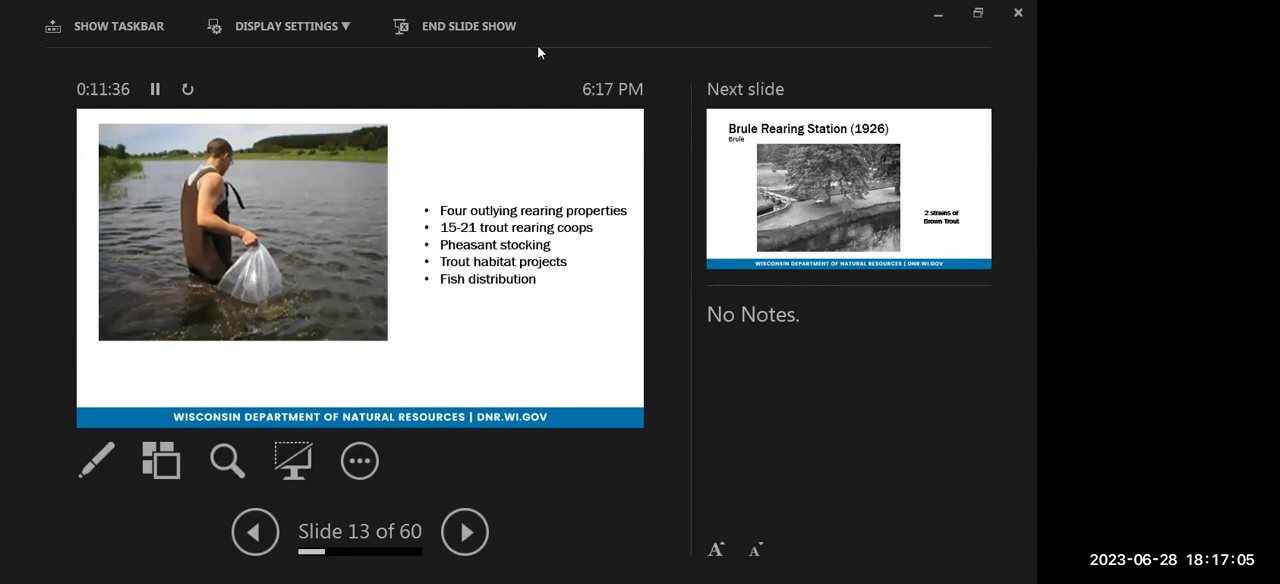 SHOW TASKBAR
DISPLAY SETTINGS ▼
END SLIDE SHOW
0:11:36
6:17 PM
• Four outlying rearing properties
• 15-21 trout rearing coops
• Pheasant stocking
• Trout habitat projects
• Fish distribution
WISCONSIN DEPARTMENT OF NATURAL RESOURCES | DNR.WI.GOV
Slide 13 of 60
Next slide
Brule Rearing Station (1926)
Brule
2 strains of
Brown Trout
WISCONSIN DEPARTMENT OF NATURAL RESOURCES | DNR.WI.GOV
No Notes.
A A
2023-06-28 18:17:05